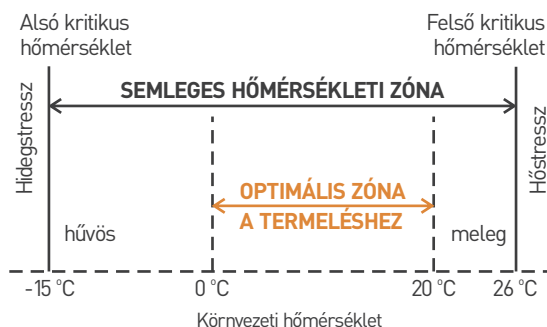 Alsó kritikus
hőmérséklet
Felső kritikus
hőmérséklet
Hidegstressz
SEMLEGES HŐMÉRSÉKLETI ZÓNA
Hőstressz
OPTIMÁLIS ZÓNA
A TERMELÉSHEZ
hűvös
meleg
-15 °C
0 °C
20 °C
26 °C
Környezeti hőmérséklet